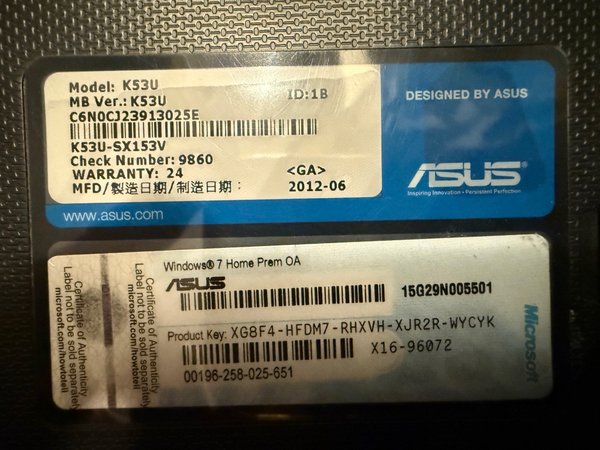 Model: K53U
MB Ver.: K53U
ID:1B
C6N0CJ23913025E
K53U-SX153V
Check Number: 9860
WARRANTY: 24
<GA>
MFD/製造日期/制造日期:
2012-06
DESIGNED BY ASUS
ASUS®
Inspiring Innovation • Persistent Perfection
www.asus.com
Certificate of Authenticity
Label not to be sold separately
microsoft.com/howtotell
Certificate of Authenticity
Label not to be sold separately
microsoft.com/howtotell
Windows® 7 Home Prem OA
ASUS
15G29N005501
Product Key: XG8F4-HFDM7-RHXVH-XJR2R-WYCYK
X16-96072
00196-258-025-651
Microsoft